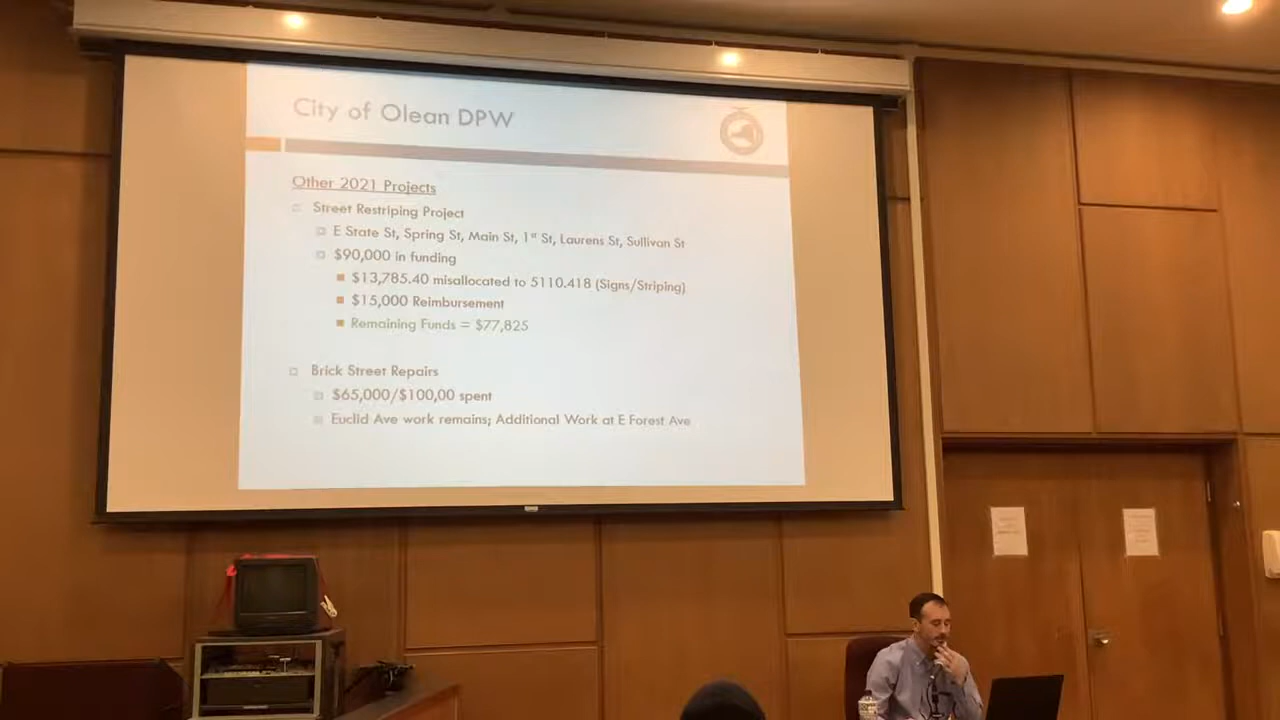 City of Olean DPW
Other 2021 Projects
Street Restriping Project
E State St, Spring St, Main St, 1st St, Laurens St, Sullivan St
$90,000 in funding
$13,785.40 misallocated to 5110.418 (Signs/Striping)
$15,000 Reimbursement
Remaining Funds = $77,825
Brick Street Repairs
$65,000/$100,00 spent
Euclid Ave work remains; Additional Work at E Forest Ave